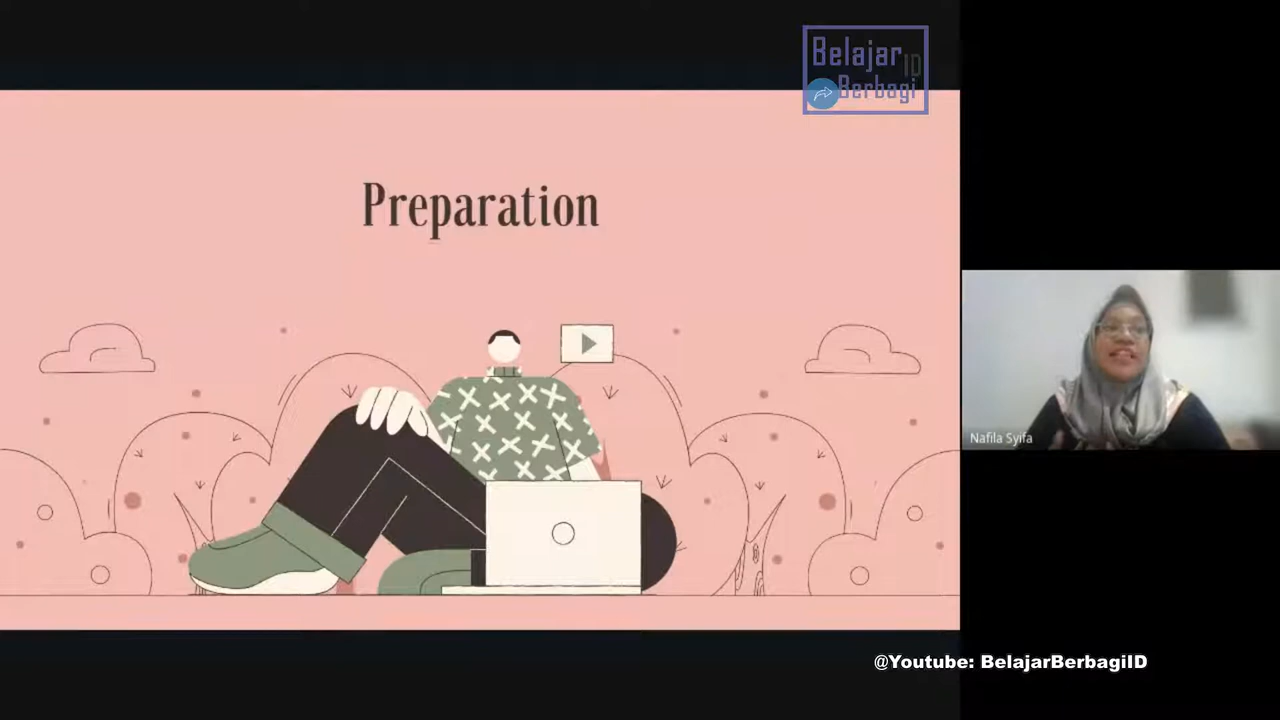 Belajar
ID
Berbagi
Preparation
Nafila Syifa
@Youtube: BelajarBerbagiID